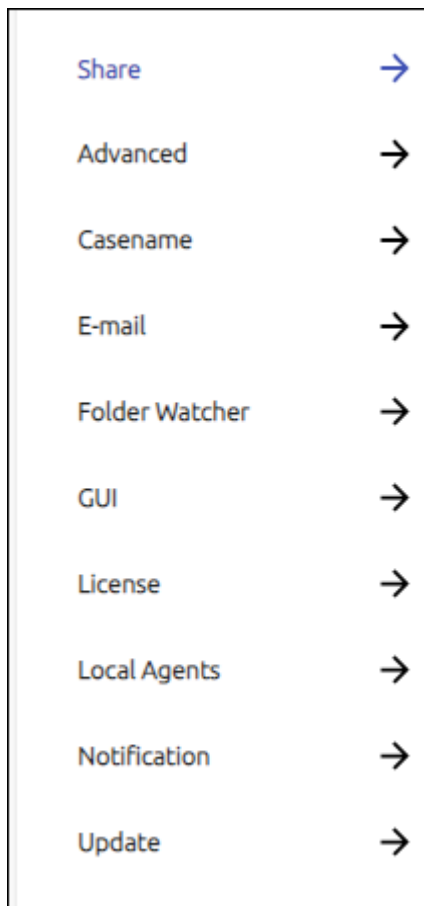 Share
Advanced
Casename
E-mail
Folder Watcher
GUI
License
Local Agents
Notification
Update